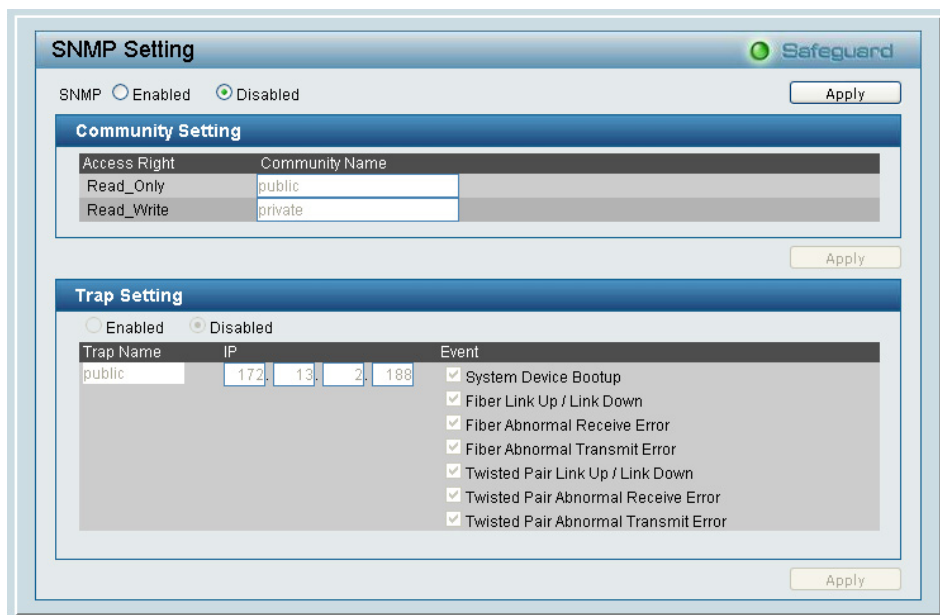 SNMP Setting
Safeguard
SNMP Enabled Disabled
Apply
Community Setting
Access Right Community Name
Read_Only public
Read_Write private
Apply
Trap Setting
Enabled Disabled
Trap Name IP Event
public 172. 13. 2. 188 System Device Bootup
Fiber Link Up / Link Down
Fiber Abnormal Receive Error
Fiber Abnormal Transmit Error
Twisted Pair Link Up / Link Down
Twisted Pair Abnormal Receive Error
Twisted Pair Abnormal Transmit Error
Apply